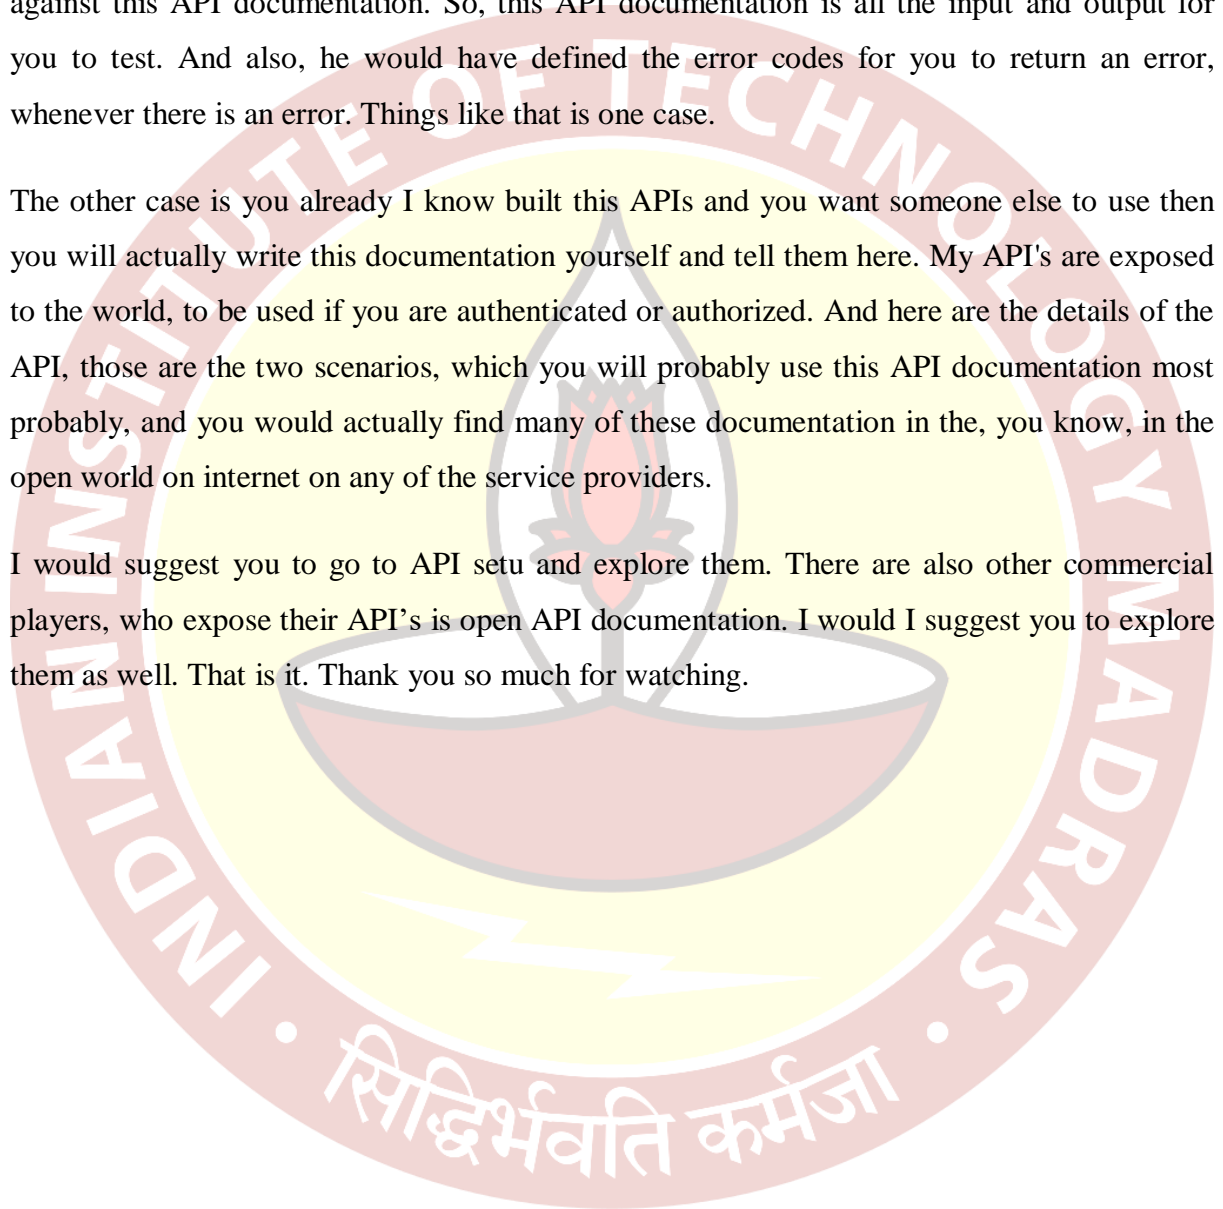 against this API documentation. So, this API documentation is all the input and output for
you to test. And also, he would have defined the error codes for you to return an error,
whenever there is an error. Things like that is one case.
The other case is you already I know built this APIs and you want someone else to use then
you will actually write this documentation yourself and tell them here. My API's are exposed
to the world, to be used if you are authenticated or authorized. And here are the details of the
API, those are the two scenarios, which you will probably use this API documentation most
probably, and you would actually find many of these documentation in the, you know, in the
open world on internet on any of the service providers.
I would suggest you to go to API setu and explore them. There are also other commercial
players, who expose their API’s is open API documentation. I would I suggest you to explore
them as well. That is it. Thank you so much for watching.
INDIAN INSTITUTE OF TECHNOLOGY MADRAS
सिद्धिर्भवति कर्मजा